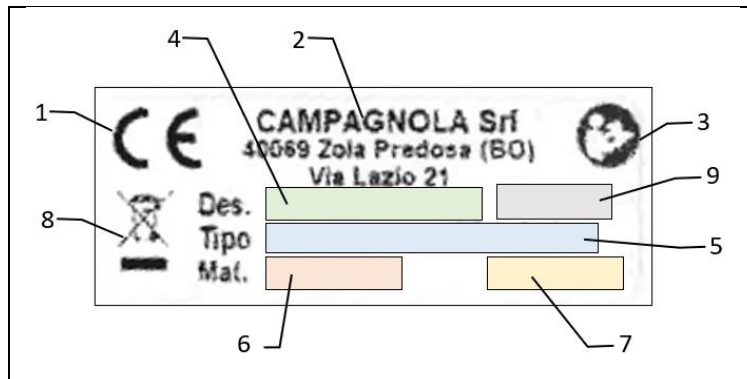 4
2
1
CE
CAMPAGNOLA Srl
40069 Zola Predosa (BO)
Via Lazio 21
3
9
8
Des.
Tipo
5
Mat.
6
7